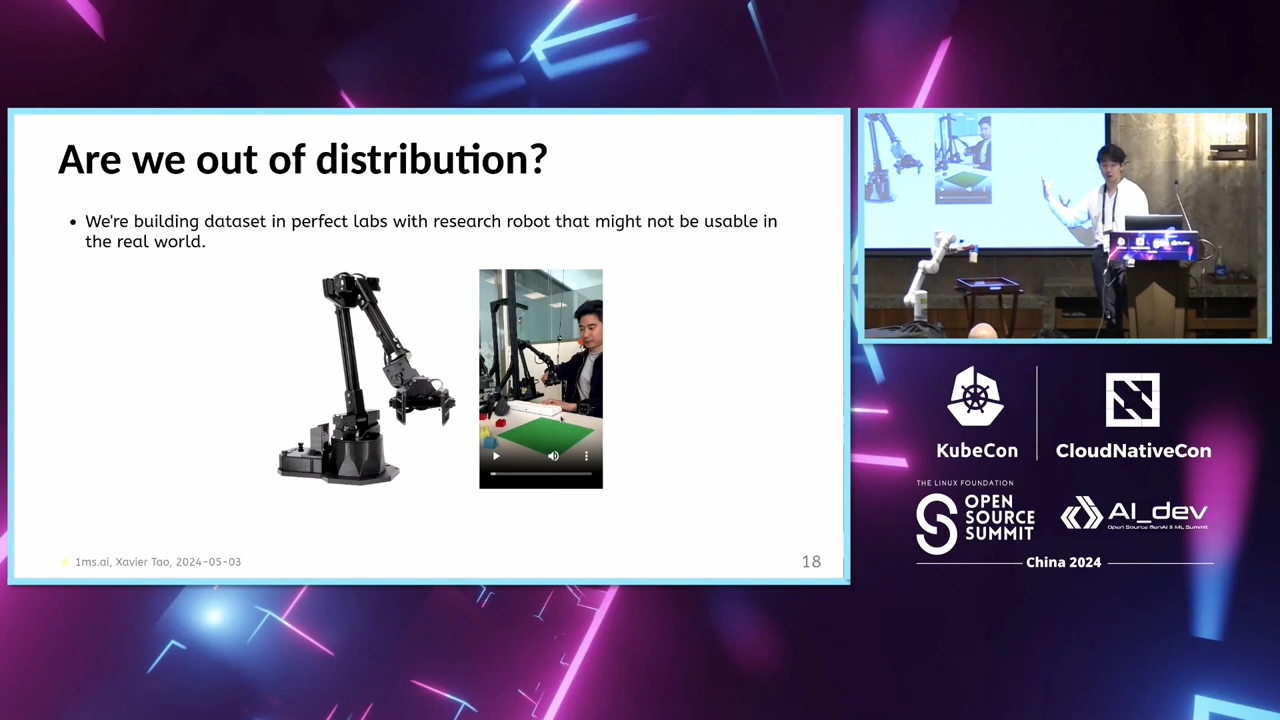 Are we out of distribution?
• We're building dataset in perfect labs with research robot that might not be usable in
the real world.
⚡ 1ms.ai, Xavier Tao, 2024-05-03
18
KubeCon
CloudNativeCon
THE LINUX FOUNDATION
OPEN
SOURCE
SUMMIT
AI_dev
Open Source GenAI & ML Summit
China 2024